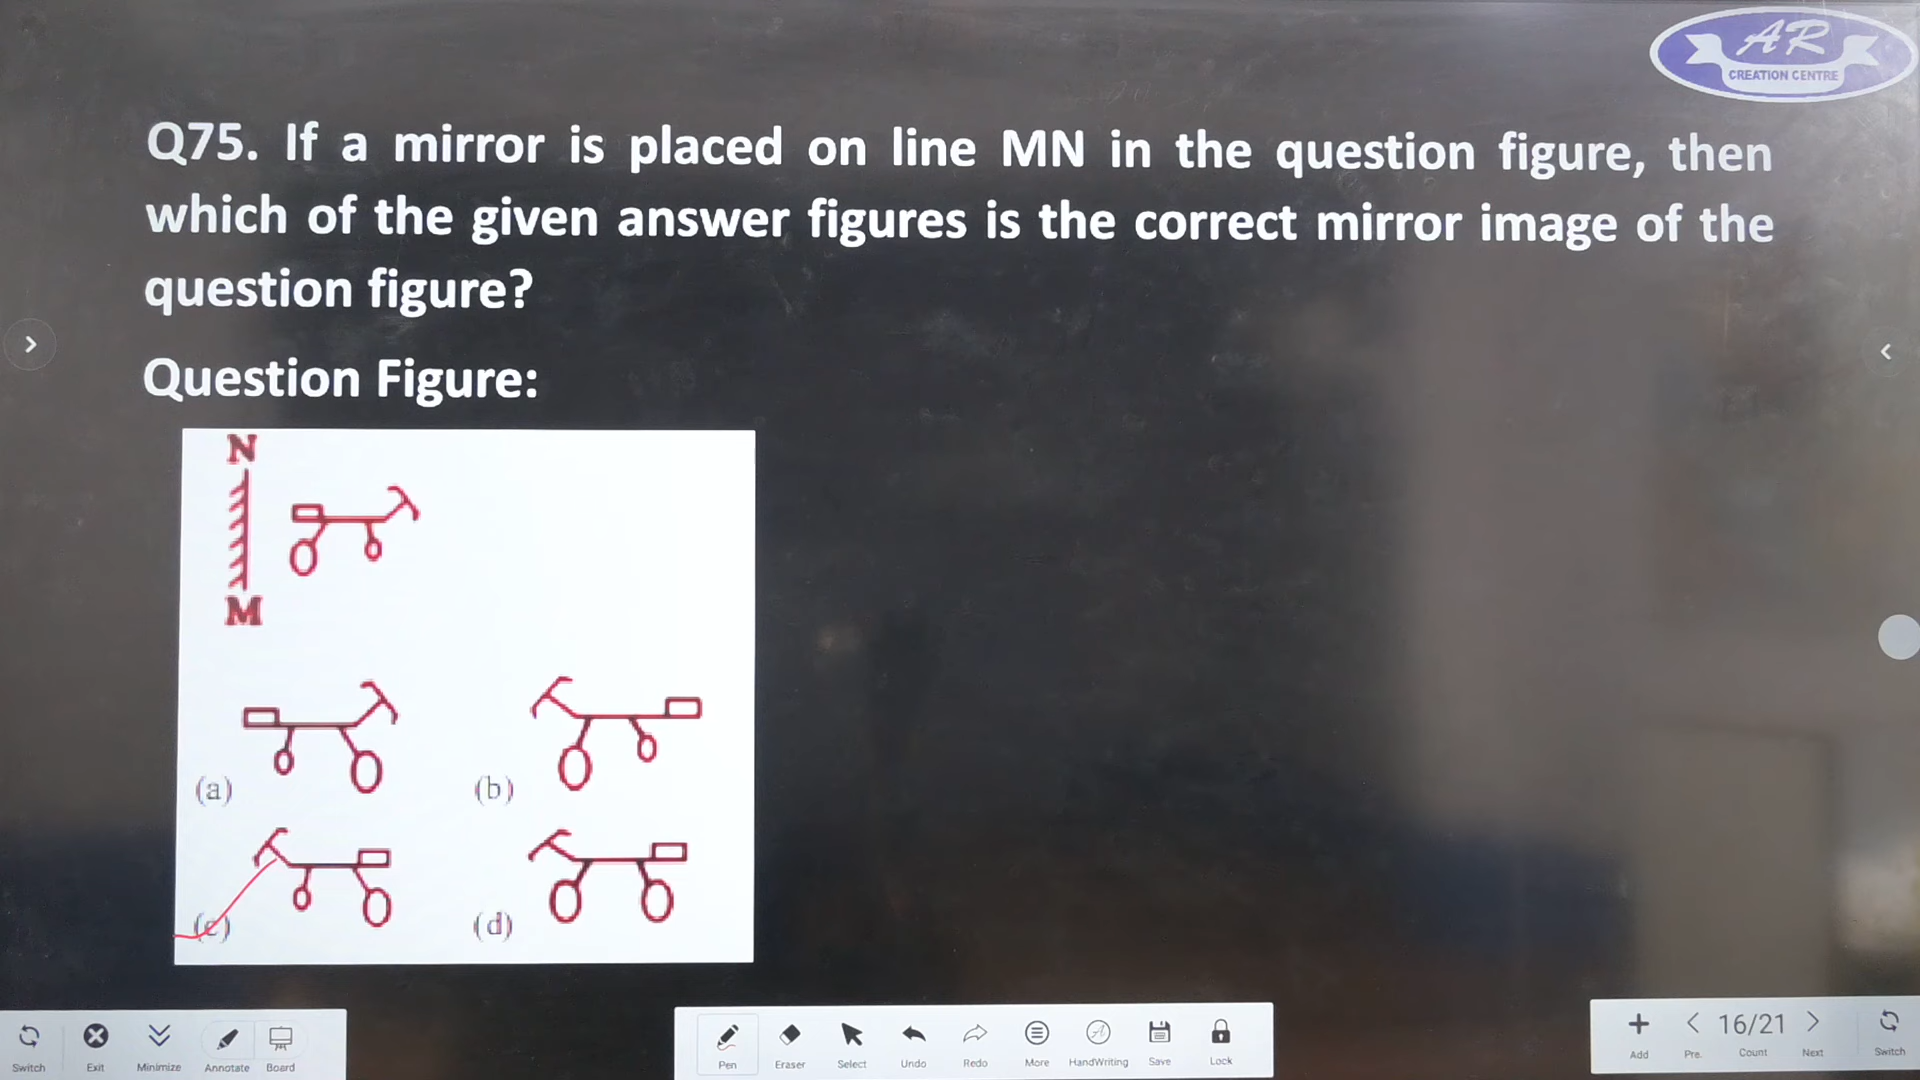 AR
CREATION CENTRE
Q75. If a mirror is placed on line MN in the question figure, then
which of the given answer figures is the correct mirror image of the
question figure?
Question Figure:
N
M
(a)
(b)
(c)
(d)
Switch
Exit
Minimize
Annotate
Board
Pen
Eraser
Select
Undo
Redo
More
HandWriting
Save
Lock
Add
Pre.
16/21
Count
Next
Switch